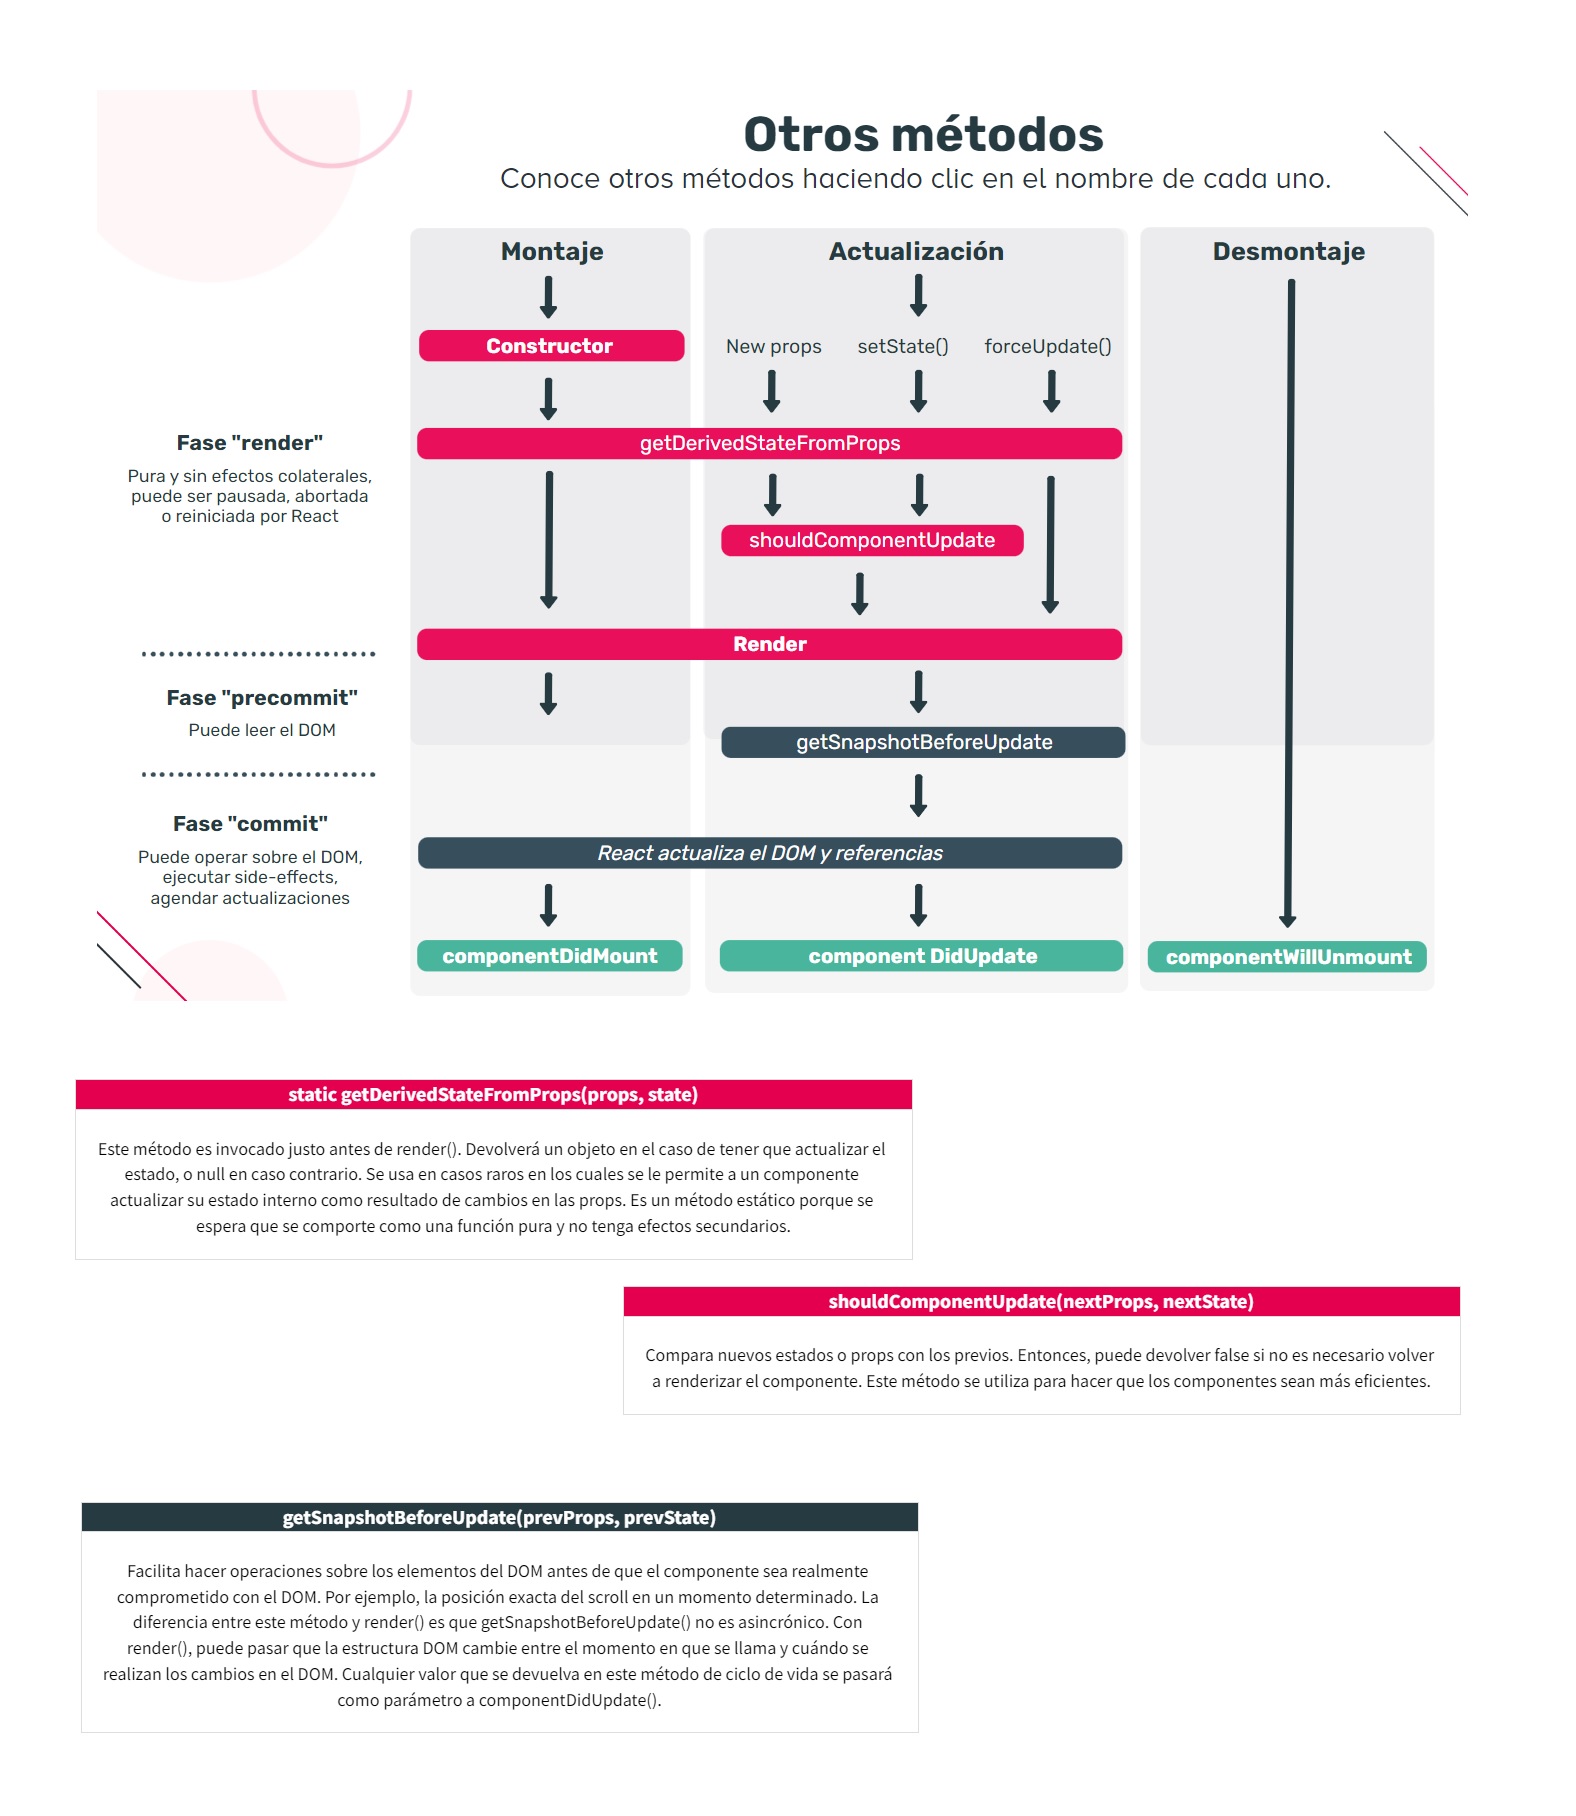 Otros métodos
Conoce otros métodos haciendo clic en el nombre de cada uno.
Montaje
Actualización
Desmontaje
Constructor
New props
setState()
forceUpdate()
Fase "render"
Pura y sin efectos colaterales,
puede ser pausada, abortada
o reiniciada por React
getDerivedStateFromProps
shouldComponentUpdate
Render
Fase "precommit"
Puede leer el DOM
getSnapshotBeforeUpdate
Fase "commit"
Puede operar sobre el DOM,
ejecutar side-effects,
agendar actualizaciones
React actualiza el DOM y referencias
componentDidMount
component DidUpdate
componentWillUnmount
static getDerivedStateFromProps(props, state)
Este método es invocado justo antes de render(). Devolverá un objeto en el caso de tener que actualizar el
estado, o null en caso contrario. Se usa en casos raros en los cuales se le permite a un componente
actualizar su estado interno como resultado de cambios en las props. Es un método estático porque se
espera que se comporte como una función pura y no tenga efectos secundarios.
shouldComponentUpdate(nextProps, nextState)
Compara nuevos estados o props con los previos. Entonces, puede devolver false si no es necesario volver
a renderizar el componente. Este método se utiliza para hacer que los componentes sean más eficientes.
getSnapshotBeforeUpdate(prevProps, prevState)
Facilita hacer operaciones sobre los elementos del DOM antes de que el componente sea realmente
comprometido con el DOM. Por ejemplo, la posición exacta del scroll en un momento determinado. La
diferencia entre este método y render() es que getSnapshotBeforeUpdate() no es asincrónico. Con
render(), puede pasar que la estructura DOM cambie entre el momento en que se llama y cuándo se
realizan los cambios en el DOM. Cualquier valor que se devuelva en este método de ciclo de vida se pasará
como parámetro a componentDidUpdate().